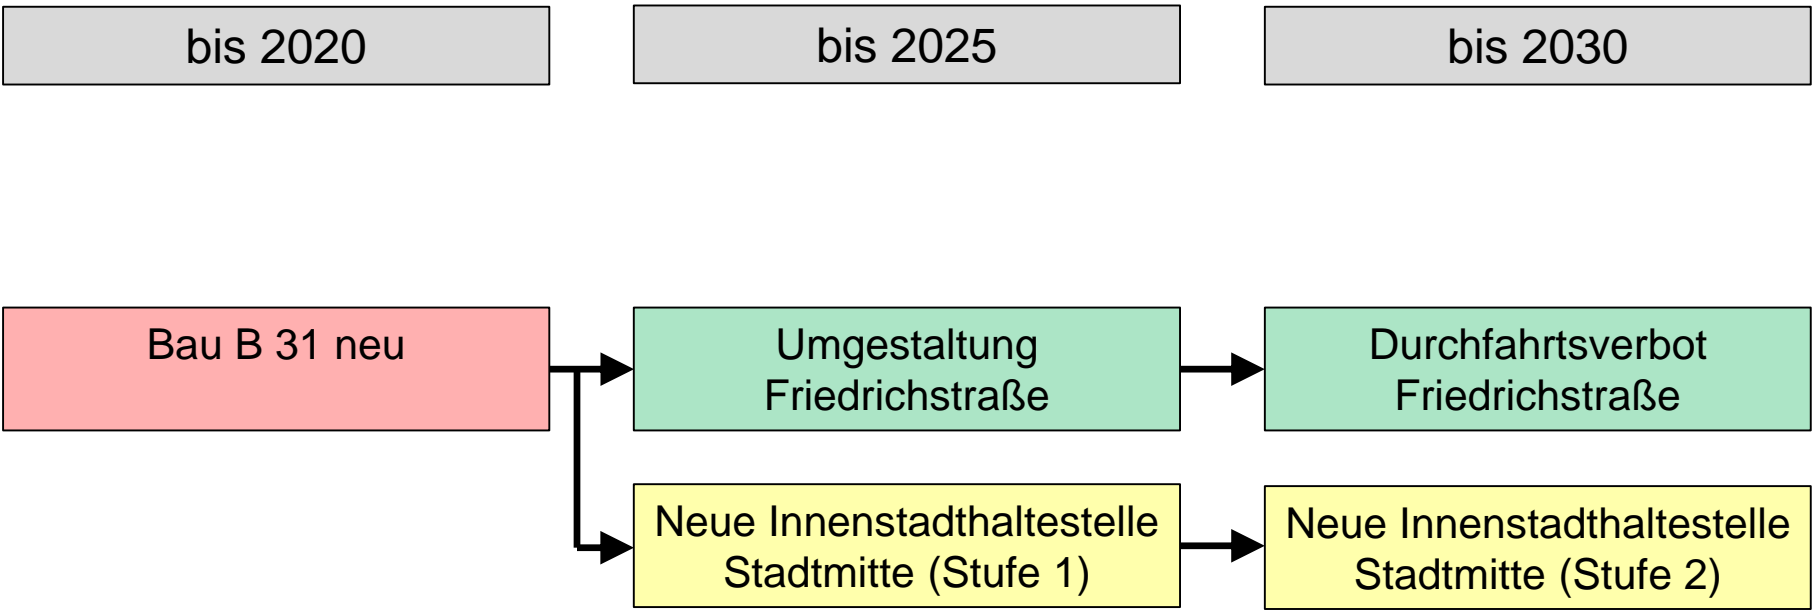 bis 2020
bis 2025
bis 2030
Bau B 31 neu
Umgestaltung
Friedrichstraße
Durchfahrtsverbot
Friedrichstraße
Neue Innenstadthaltestelle
Stadtmitte (Stufe 1)
Neue Innenstadthaltestelle
Stadtmitte (Stufe 2)